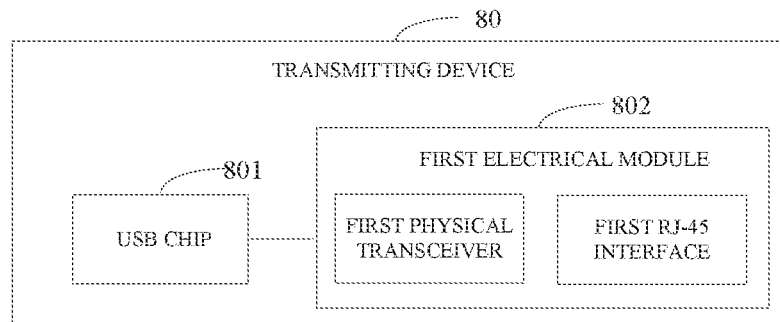 80
TRANSMITTING DEVICE
802
FIRST ELECTRICAL MODULE
801
USB CHIP
FIRST PHYSICAL
TRANSCEIVER
FIRST RJ-45
INTERFACE